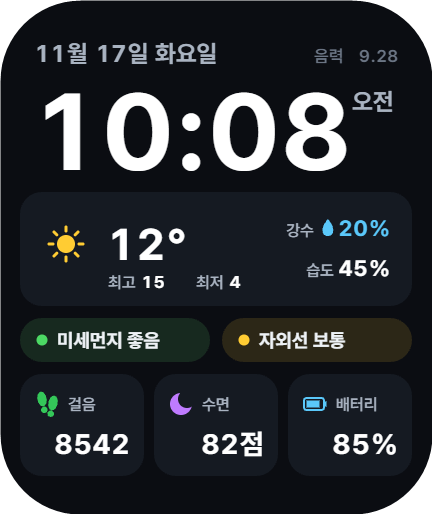 11월 17일 화요일 음력 9.28
10:08 오전
12° 강수 20%
최고 15 최저 4 습도 45%
미세먼지 좋음 자외선 보통
걸음 수면 배터리
8542 82점 85%